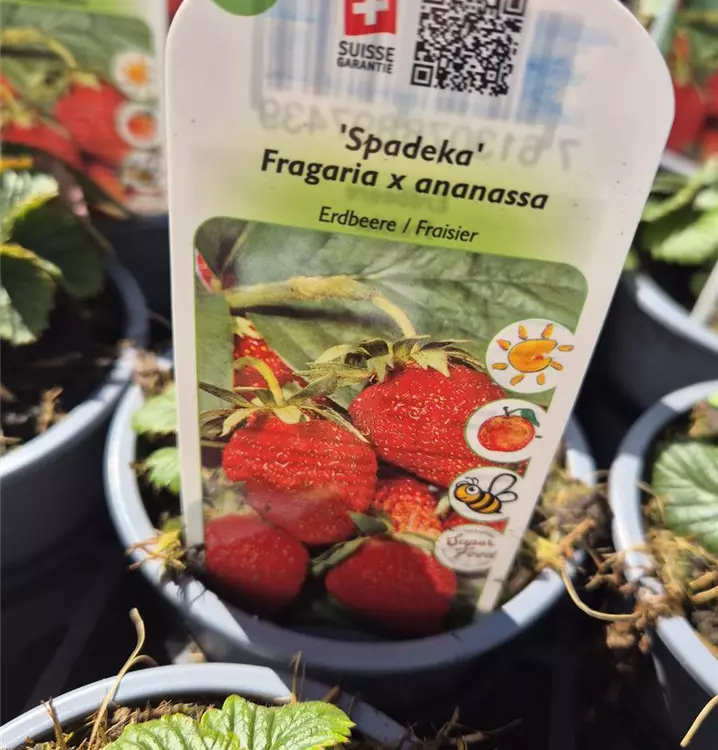 SUISSE
GARANTIE
'Spadeka'
Fragaria x ananassa
Erdbeere / Fraisier
Super
Food